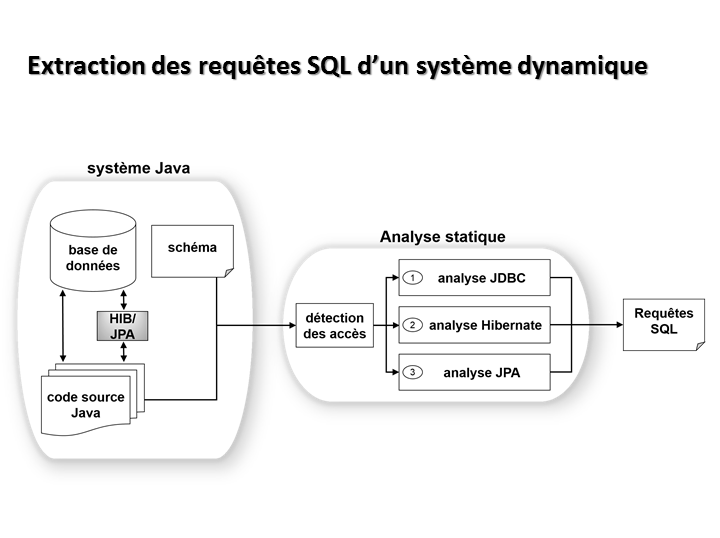 Extraction des requêtes SQL d’un système dynamique
système Java
base de
données
schéma
HIB/
JPA
code source
Java
Analyse statique
détection
des accès
1 analyse JDBC
2 analyse Hibernate
3 analyse JPA
Requêtes
SQL